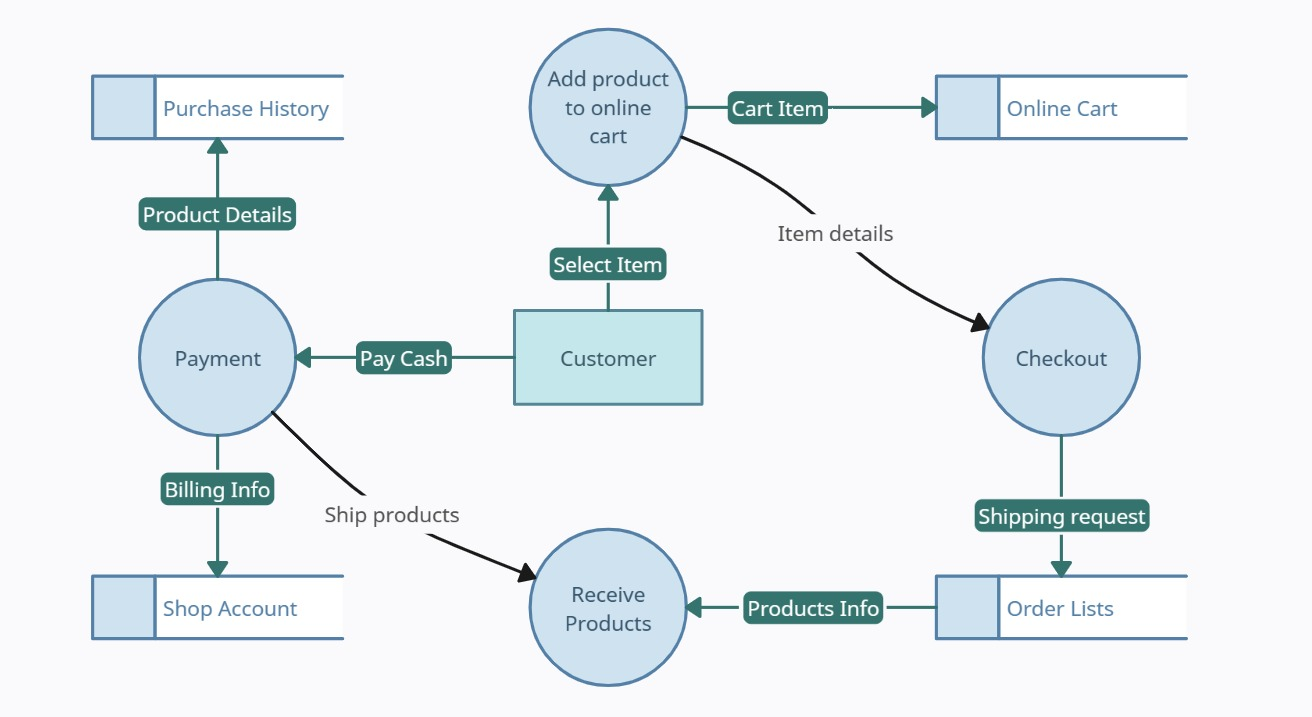 Add product
to online
cart
Purchase History
Cart Item
Online Cart
Product Details
Item details
Select Item
Payment
Pay Cash
Customer
Checkout
Billing Info
Ship products
Shipping request
Shop Account
Receive
Products
Products Info
Order Lists